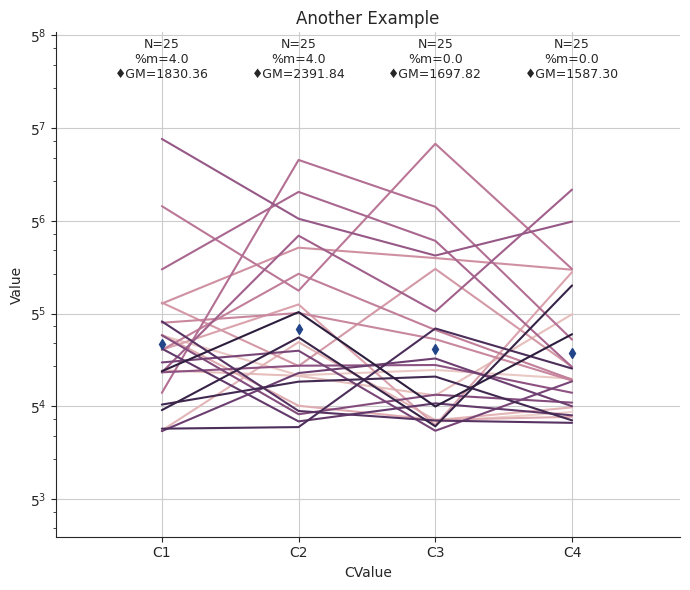 Another Example
N=25 N=25 N=25 N=25
%m=4.0 %m=4.0 %m=0.0 %m=0.0
♦GM=1830.36 ♦GM=2391.84 ♦GM=1697.82 ♦GM=1587.30
5⁸
5⁷
5⁶
5⁵
5⁴
5³
Value
C1 C2 C3 C4
CValue